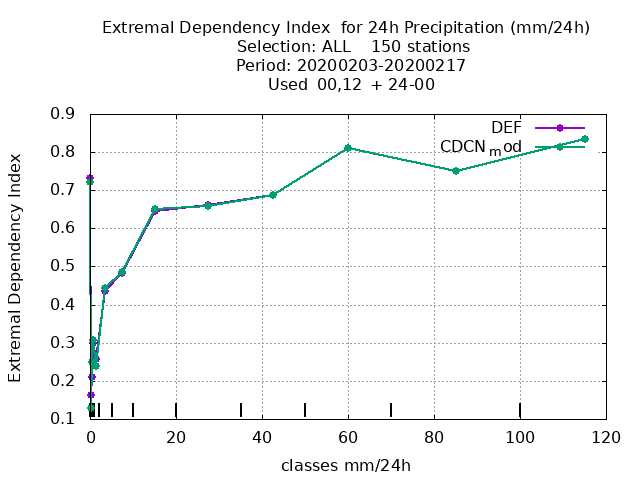 Extremal Dependency Index  for 24h Precipitation (mm/24h)
Selection: ALL    150 stations
Period: 20200203-20200217
Used  00,12  + 24-00
DEF
CDCN_mod
Extremal Dependency Index
0.9
0.8
0.7
0.6
0.5
0.4
0.3
0.2
0.1
0 20 40 60 80 100 120
classes mm/24h